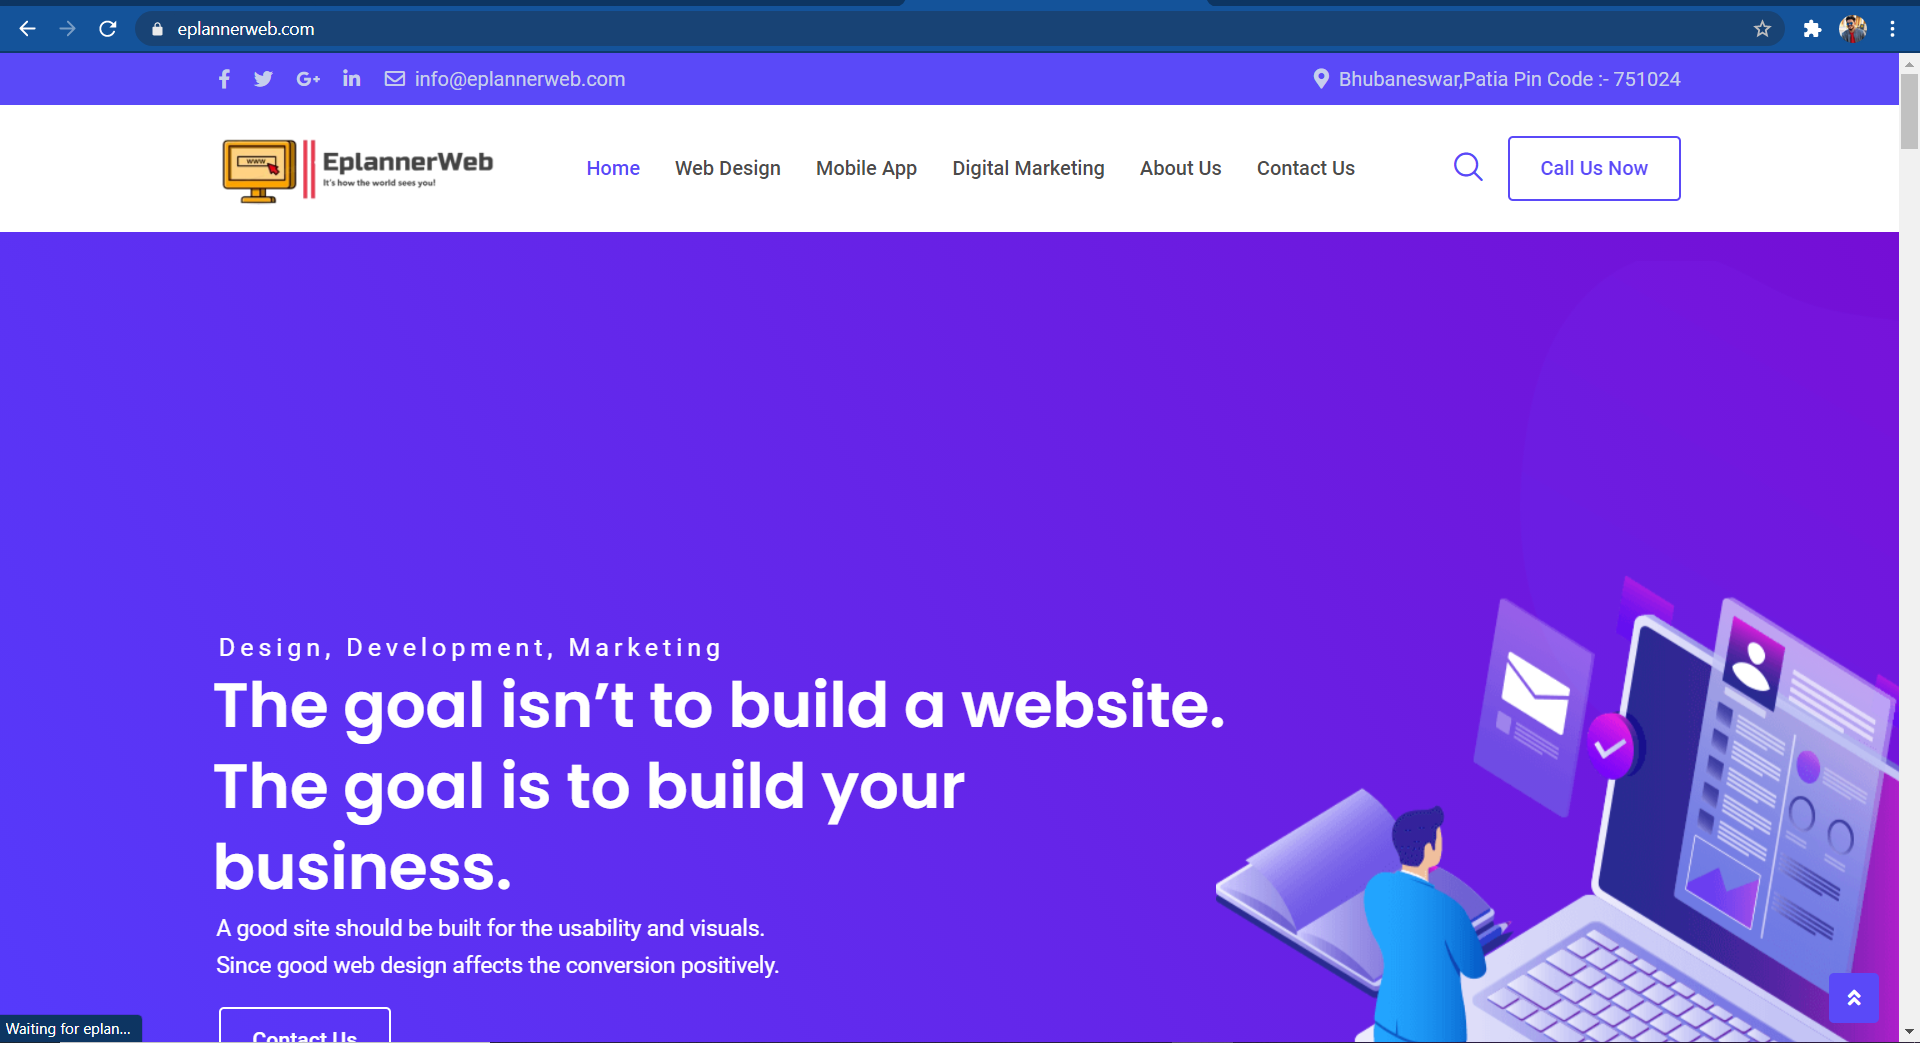 eplannerweb.com
info@eplannerweb.com
Bhubaneswar,Patia Pin Code :- 751024
www
EplannerWeb
It's how the world sees you!
Home
Web Design
Mobile App
Digital Marketing
About Us
Contact Us
Call Us Now
Design, Development, Marketing
The goal isn’t to build a website.
The goal is to build your
business.
A good site should be built for the usability and visuals.
Since good web design affects the conversion positively.
Contact Us
Waiting for eplan...